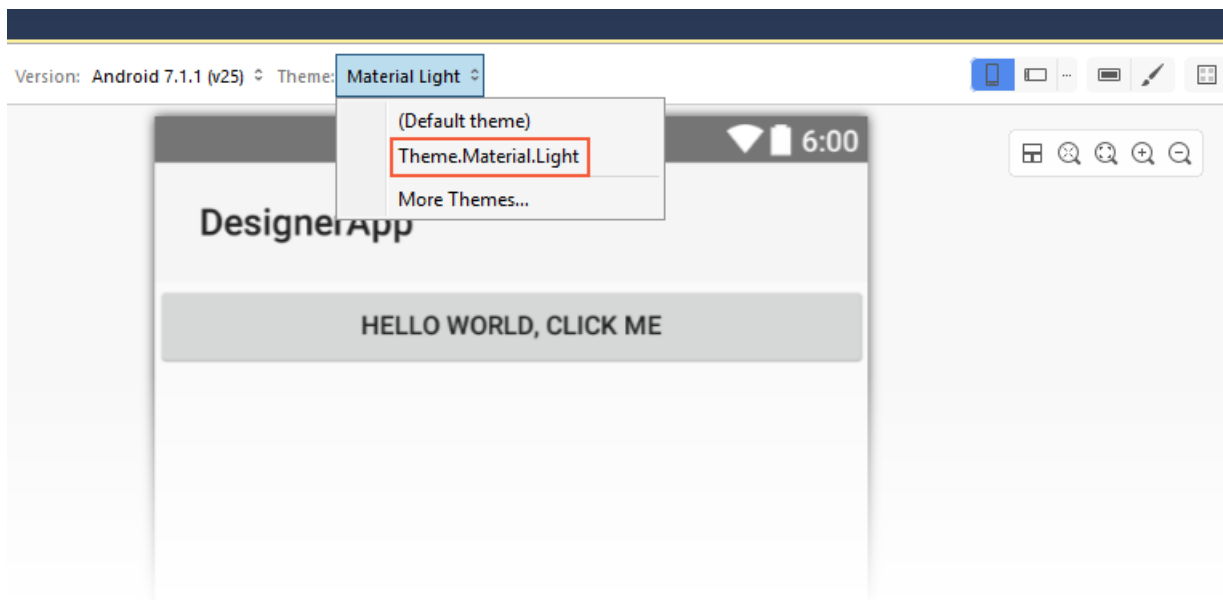 Version: Android 7.1.1 (v25) Theme: Material Light
(Default theme)
6:00
Theme.Material.Light
More Themes...
DesignerApp
HELLO WORLD, CLICK ME